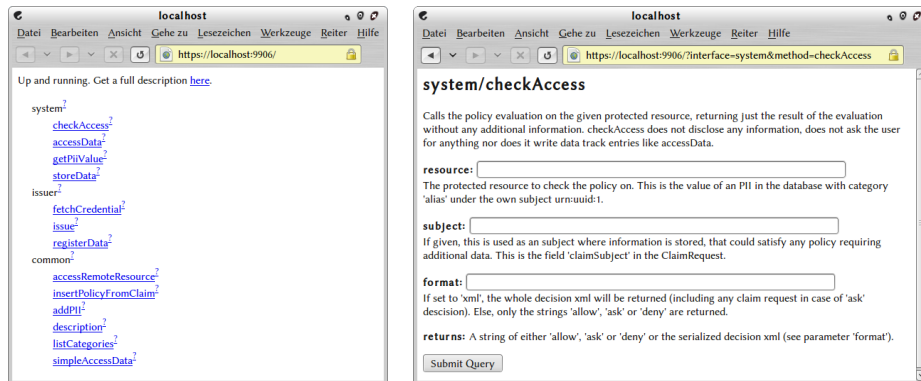 localhost
Datei Bearbeiten Ansicht Gehe zu Lesezeichen Werkzeuge Reiter Hilfe
https://localhost:9906/
Up and running. Get a full description here.
system?
checkAccess?
accessData?
getPiiValue?
storeData?
issuer?
fetchCredential?
issue?
registerData?
common?
accessRemoteResource?
insertPolicyFromClaim?
addPII?
description?
listCategories?
simpleAccessData?
localhost
Datei Bearbeiten Ansicht Gehe zu Lesezeichen Werkzeuge Reiter Hilfe
https://localhost:9906/?interface=system&method=checkAccess
system/checkAccess
Calls the policy evaluation on the given protected resource, returning just the result of the evaluation
without any additional information. checkAccess does not disclose any information, does not ask the user
for anything nor does it write data track entries like accessData.
resource:
The protected resource to check the policy on. This is the value of an PII in the database with category
'alias' under the own subject urn:uuid:1.
subject:
If given, this is used as an subject where information is stored, that could satisfy any policy requiring
additional data. This is the field 'claimSubject' in the ClaimRequest.
format:
If set to 'xml', the whole decision xml will be returned (including any claim request in case of 'ask'
descision). Else, only the strings 'allow', 'ask' or 'deny' are returned.
returns: A string of either 'allow', 'ask' or 'deny' or the serialized decision xml (see parameter 'format').
Submit Query